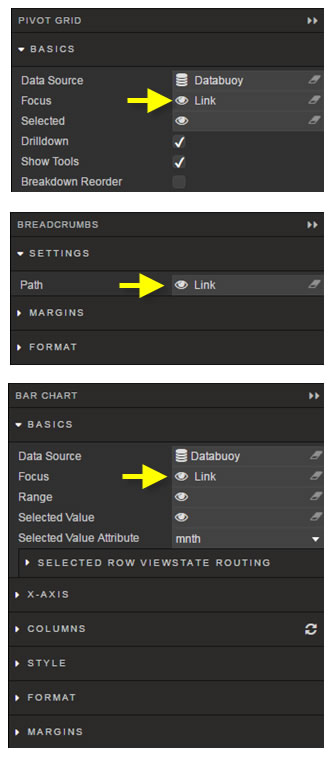 PIVOT GRID
BASICS
Data Source Databuoy
Focus Link
Selected
Drilldown
Show Tools
Breakdown Reorder
BREADCRUMBS
SETTINGS
Path Link
MARGINS
FORMAT
BAR CHART
BASICS
Data Source Databuoy
Focus Link
Range
Selected Value
Selected Value Attribute mnth
SELECTED ROW VIEWSTATE ROUTING
X-AXIS
COLUMNS
STYLE
FORMAT
MARGINS